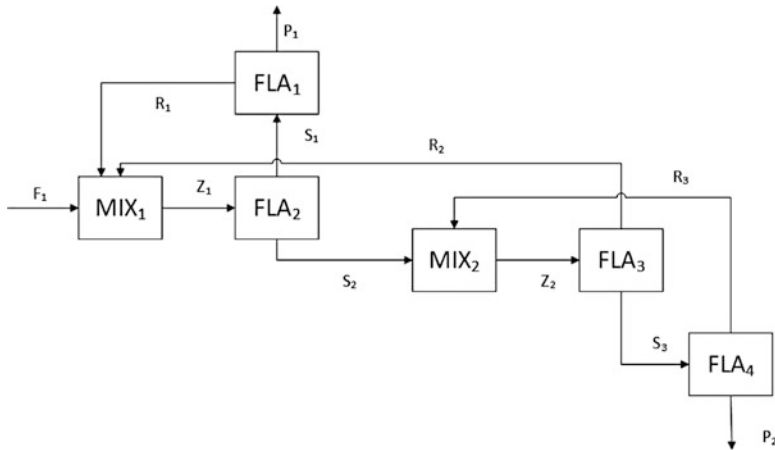 P₁
FLA₁
R₁
S₁
R₂
F₁
MIX₁
Z₁
FLA₂
R₃
S₂
MIX₂
Z₂
FLA₃
S₃
FLA₄
P₂